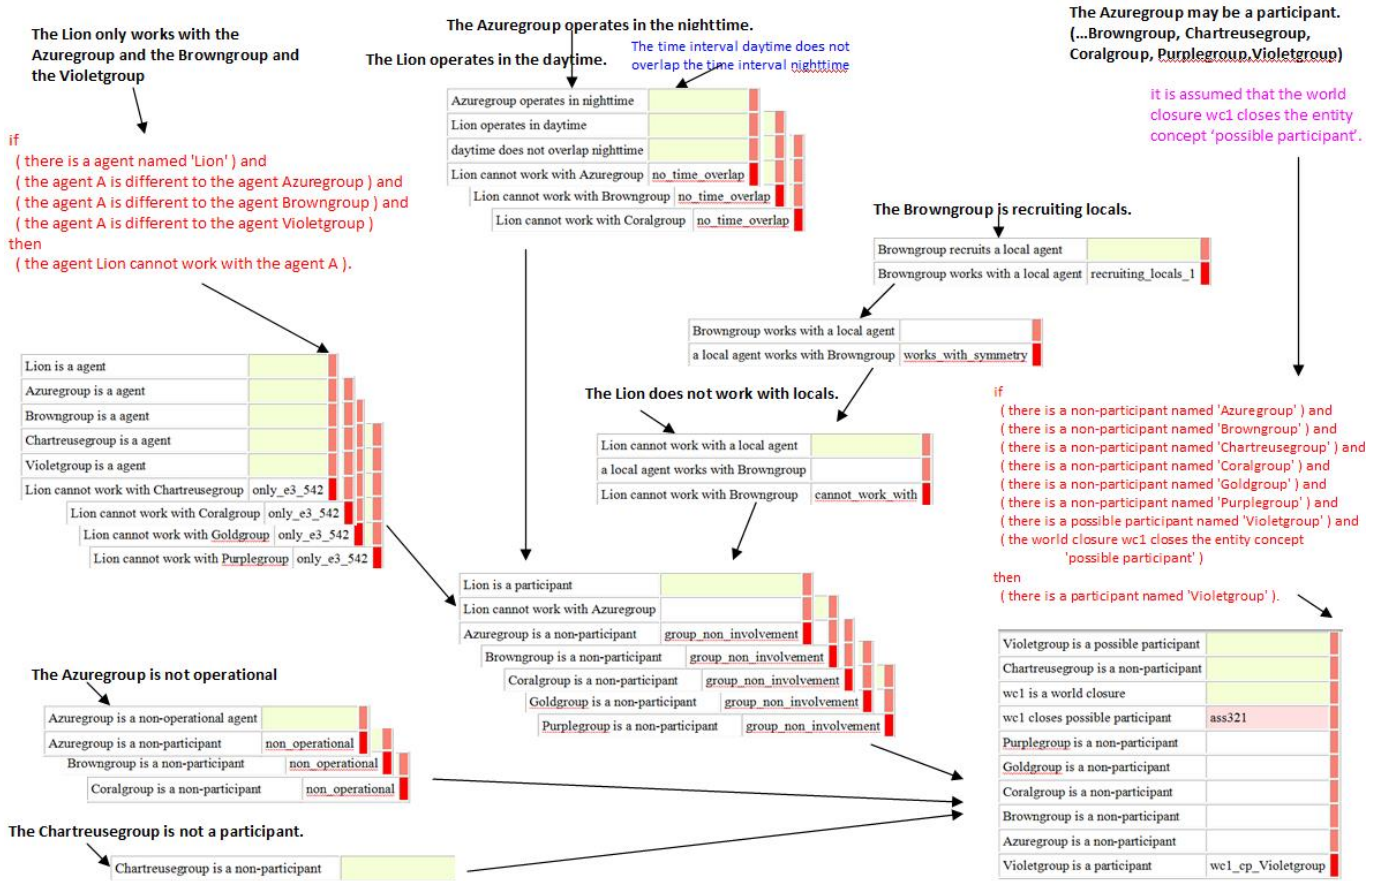 The Lion only works with the
Azuregroup and the Browngroup and
the Violetgroup
The Azuregroup operates in the nighttime.
The Lion operates in the daytime.
The time interval daytime does not
overlap the time interval nighttime
The Azuregroup may be a participant.
(...Browngroup, Chartreusegroup,
Coralgroup, Purplegroup,Violetgroup)
it is assumed that the world
closure wc1 closes the entity
concept ‘possible participant’.
if
( there is a agent named 'Lion' ) and
( the agent A is different to the agent Azuregroup ) and
( the agent A is different to the agent Browngroup ) and
( the agent A is different to the agent Violetgroup )
then
( the agent Lion cannot work with the agent A ).
Azuregroup operates in nighttime
Lion operates in daytime
daytime does not overlap nighttime
Lion cannot work with Azuregroup no_time_overlap
Lion cannot work with Browngroup no_time_overlap
Lion cannot work with Coralgroup no_time_overlap
The Browngroup is recruiting locals.
Browngroup recruits a local agent
Browngroup works with a local agent recruiting_locals_1
Browngroup works with a local agent
a local agent works with Browngroup works_with_symmetry
The Lion does not work with locals.
Lion cannot work with a local agent
a local agent works with Browngroup
Lion cannot work with Browngroup cannot_work_with
Lion is a agent
Azuregroup is a agent
Browngroup is a agent
Chartreusegroup is a agent
Violetgroup is a agent
Lion cannot work with Chartreusegroup only_e3_542
Lion cannot work with Coralgroup only_e3_542
Lion cannot work with Goldgroup only_e3_542
Lion cannot work with Purplegroup only_e3_542
if
( there is a non-participant named 'Azuregroup' ) and
( there is a non-participant named 'Browngroup' ) and
( there is a non-participant named 'Chartreusegroup' ) and
( there is a non-participant named 'Coralgroup' ) and
( there is a non-participant named 'Goldgroup' ) and
( there is a non-participant named 'Purplegroup' ) and
( there is a possible participant named 'Violetgroup' ) and
( the world closure wc1 closes the entity concept
'possible participant' )
then
( there is a participant named 'Violetgroup' ).
Lion is a participant
Lion cannot work with Azuregroup
Azuregroup is a non-participant group_non_involvement
Browngroup is a non-participant group_non_involvement
Coralgroup is a non-participant group_non_involvement
Goldgroup is a non-participant group_non_involvement
Purplegroup is a non-participant group_non_involvement
The Azuregroup is not operational
Azuregroup is a non-operational agent
Azuregroup is a non-participant non_operational
Browngroup is a non-participant non_operational
Coralgroup is a non-participant non_operational
The Chartreusegroup is not a participant.
Chartreusegroup is a non-participant
Violetgroup is a possible participant
Chartreusegroup is a non-participant
wc1 is a world closure
wc1 closes possible participant ass321
Purplegroup is a non-participant
Goldgroup is a non-participant
Coralgroup is a non-participant
Browngroup is a non-participant
Azuregroup is a non-participant
Violetgroup is a participant wc1_cp_Violetgroup